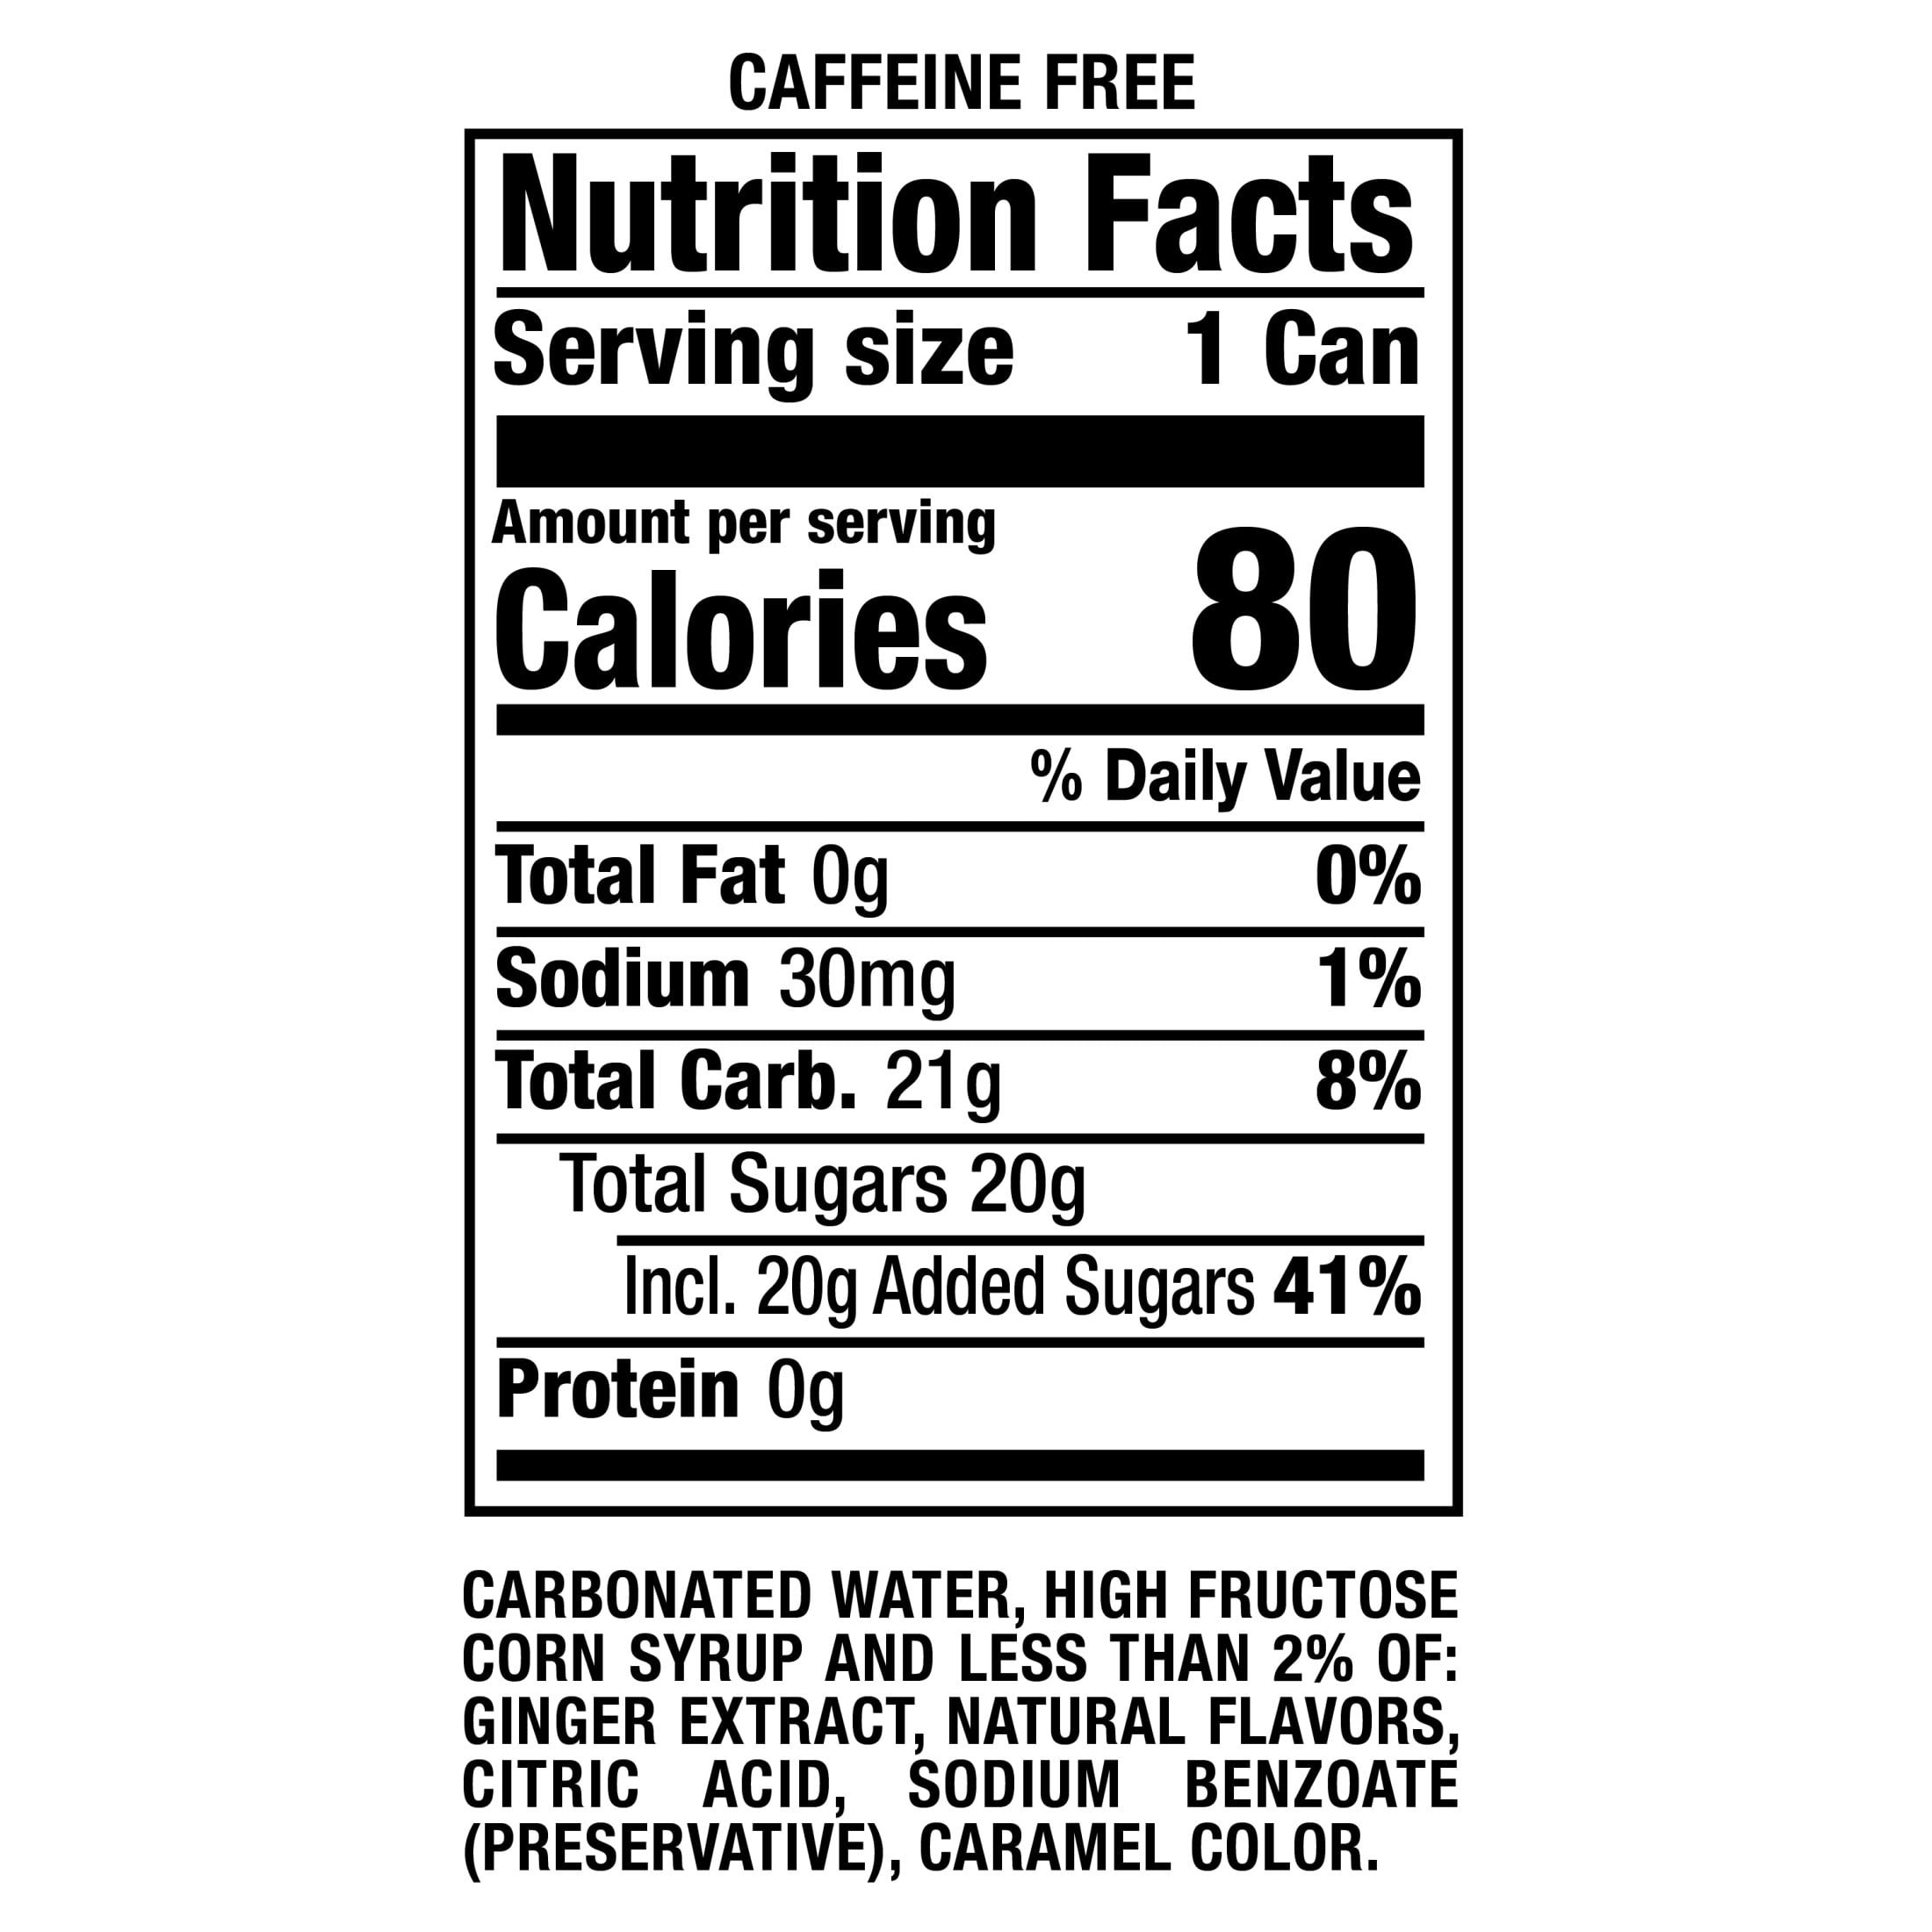 CAFFEINE FREE
Nutrition Facts
Serving size 1 Can
Amount per serving
Calories 80
% Daily Value
Total Fat 0g 0%
Sodium 30mg 1%
Total Carb. 21g 8%
Total Sugars 20g
Incl. 20g Added Sugars 41%
Protein 0g
CARBONATED WATER, HIGH FRUCTOSE
CORN SYRUP AND LESS THAN 2% OF:
GINGER EXTRACT, NATURAL FLAVORS,
CITRIC ACID, SODIUM BENZOATE
(PRESERVATIVE), CARAMEL COLOR.